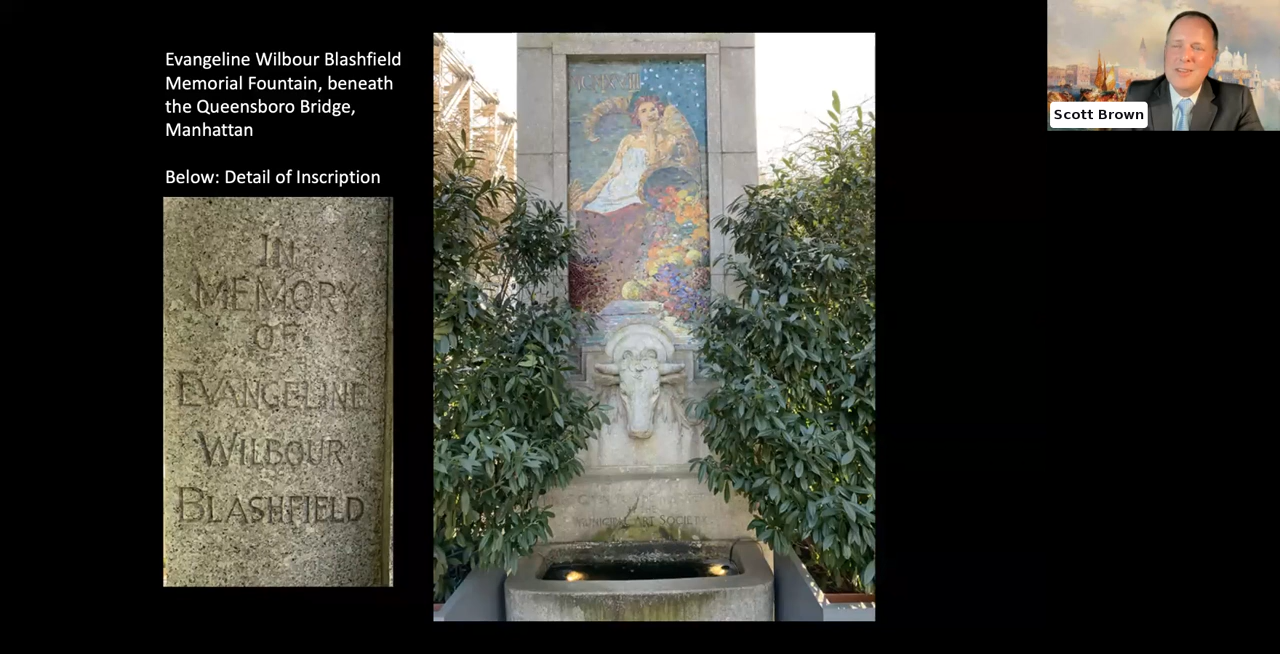 Evangeline Wilbour Blashfield
Memorial Fountain, beneath
the Queensboro Bridge,
Manhattan
Below: Detail of Inscription
IN
MEMORY
OF
EVANGELINE
WILBOUR
BLASHFIELD
MUNICIPAL ART SOCIETY
Scott Brown